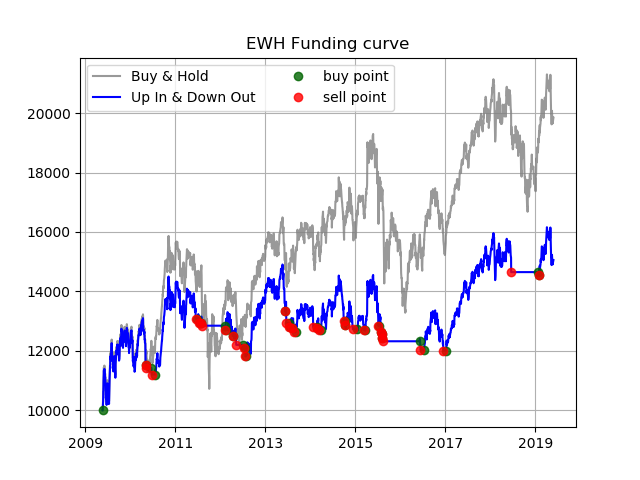 EWH Funding curve
Buy & Hold
Up In & Down Out
buy point
sell point
20000
18000
16000
14000
12000
10000
2009 2011 2013 2015 2017 2019